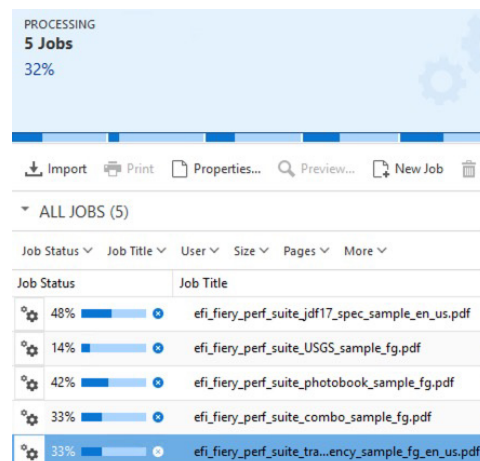 PROCESSING
5 Jobs
32%
Import Print Properties... Preview... New Job
ALL JOBS (5)
Job Status Job Title User Size Pages More
Job Status Job Title
48% efi_fiery_perf_suite_jdf17_spec_sample_en_us.pdf
14% efi_fiery_perf_suite_USGS_sample_fg.pdf
42% efi_fiery_perf_suite_photobook_sample_fg.pdf
33% efi_fiery_perf_suite_combo_sample_fg.pdf
33% efi_fiery_perf_suite_tra...ency_sample_fg_en_us.pdf